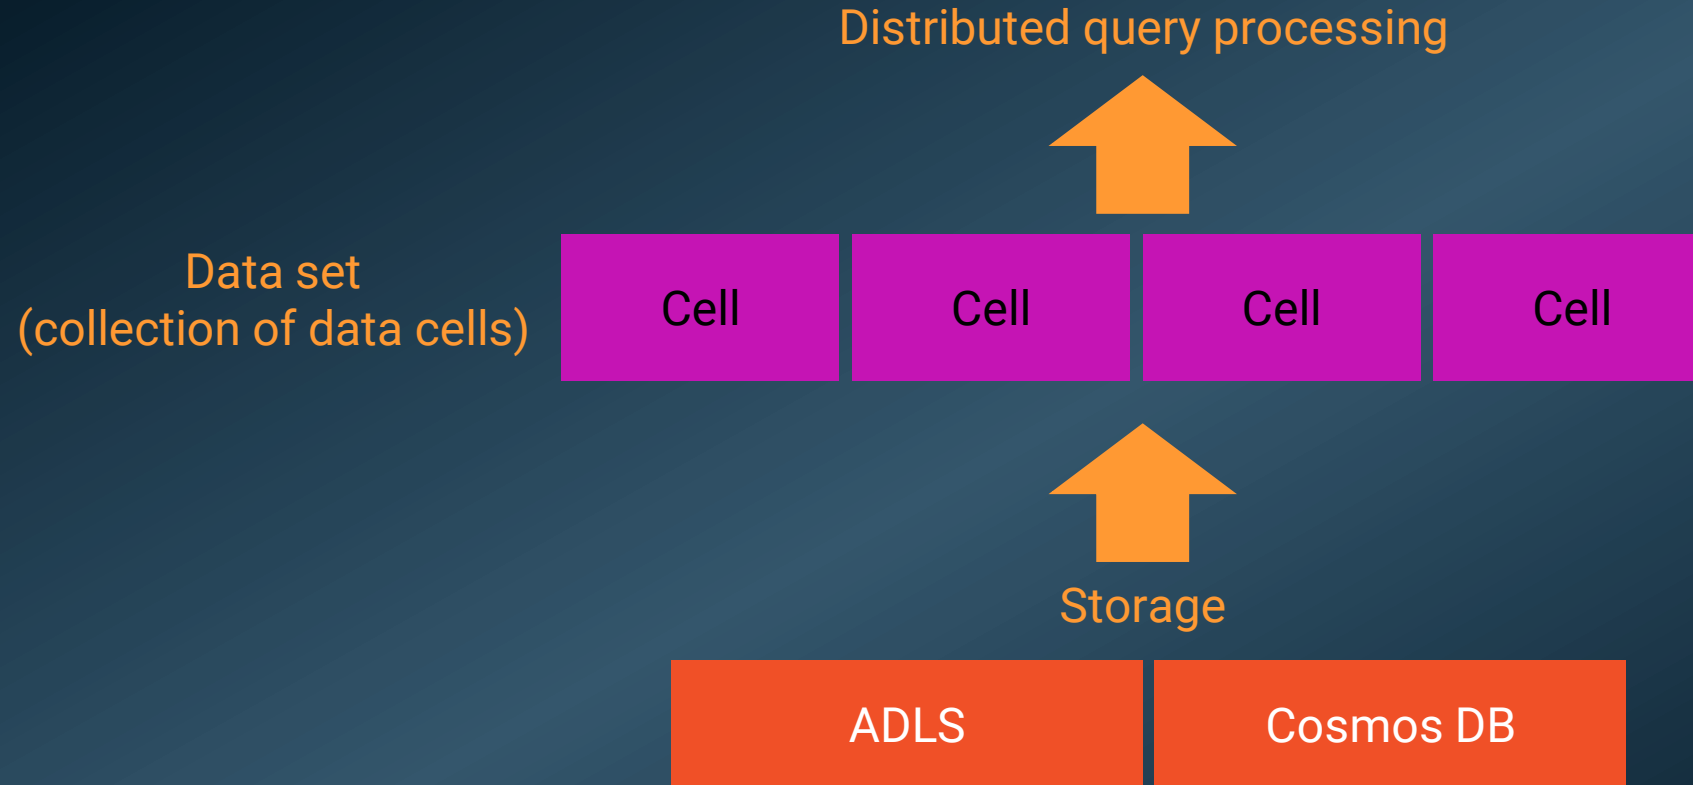 Distributed query processing
Data set
(collection of data cells)
Cell
Cell
Cell
Cell
Storage
ADLS
Cosmos DB